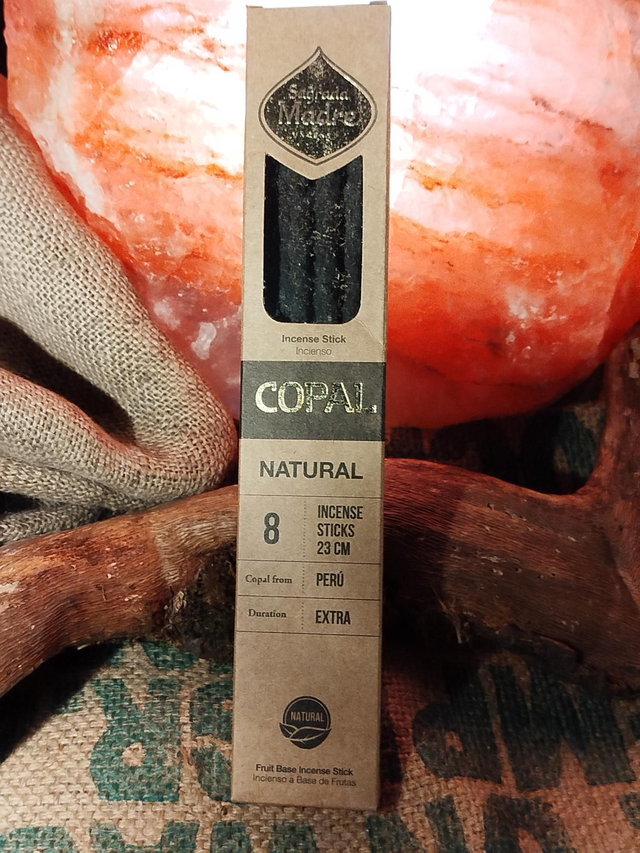 Sagrada
Madre
Incense Stick
Incienso
COPAL
NATURAL
8
INCENSE
STICKS
23 CM
Copal from
PERÚ
Duration
EXTRA
NATURAL
Fruit Base Incense Stick
Incienso a Base de Frutas